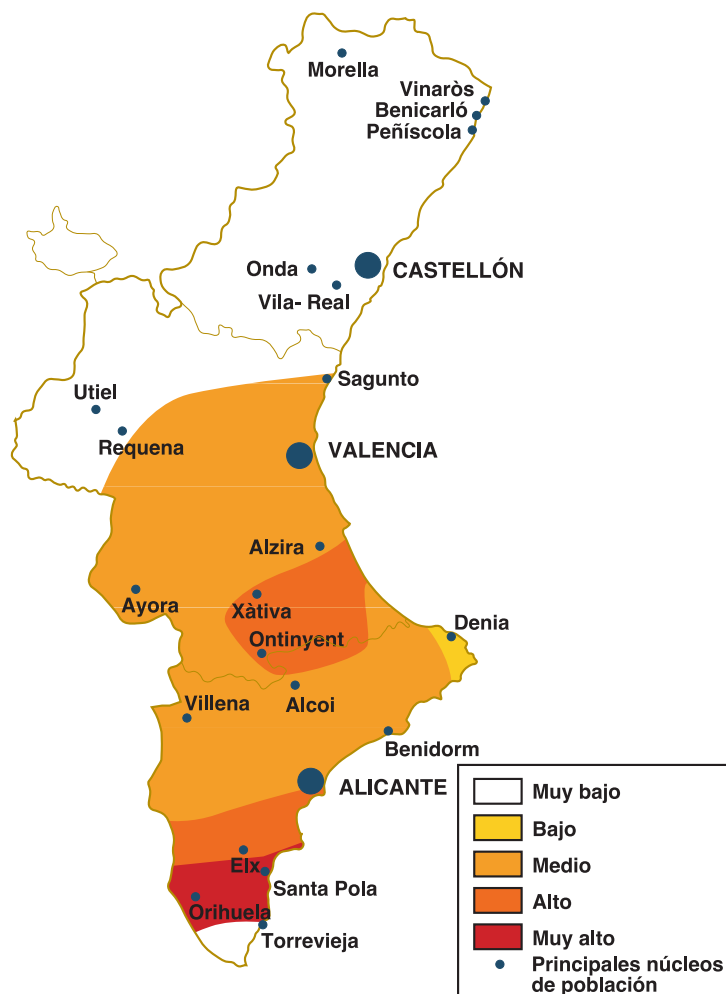 Morella
Vinaròs
Benicarló
Peñíscola
Onda
CASTELLÓN
Vila- Real
Sagunto
Utiel
Requena
VALENCIA
Alzira
Ayora
Xàtiva
Denia
Ontinyent
Villena
Alcoi
Benidorm
ALICANTE
Elx
Santa Pola
Orihuela
Torrevieja
Muy bajo
Bajo
Medio
Alto
Muy alto
Principales núcleos
de población